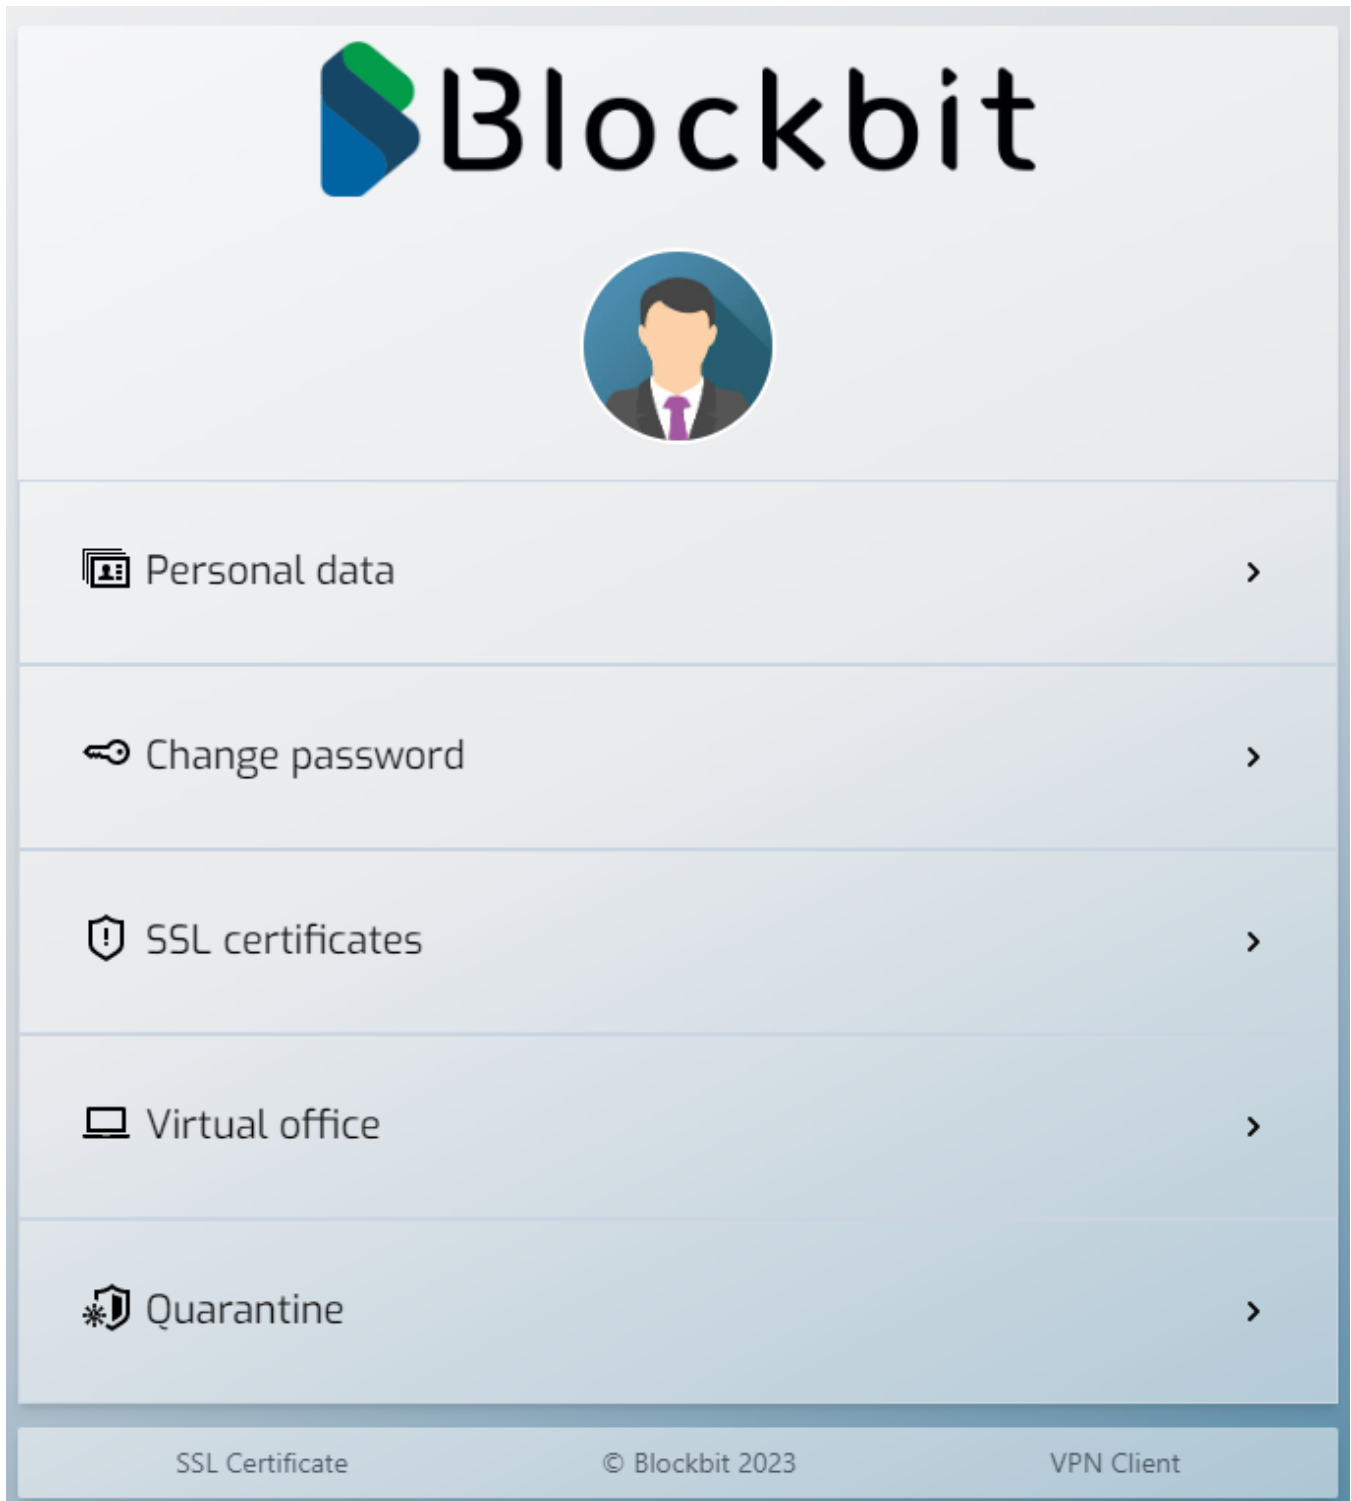 Blockbit
Personal data
Change password
SSL certificates
Virtual office
Quarantine
SSL Certificate © Blockbit 2023 VPN Client